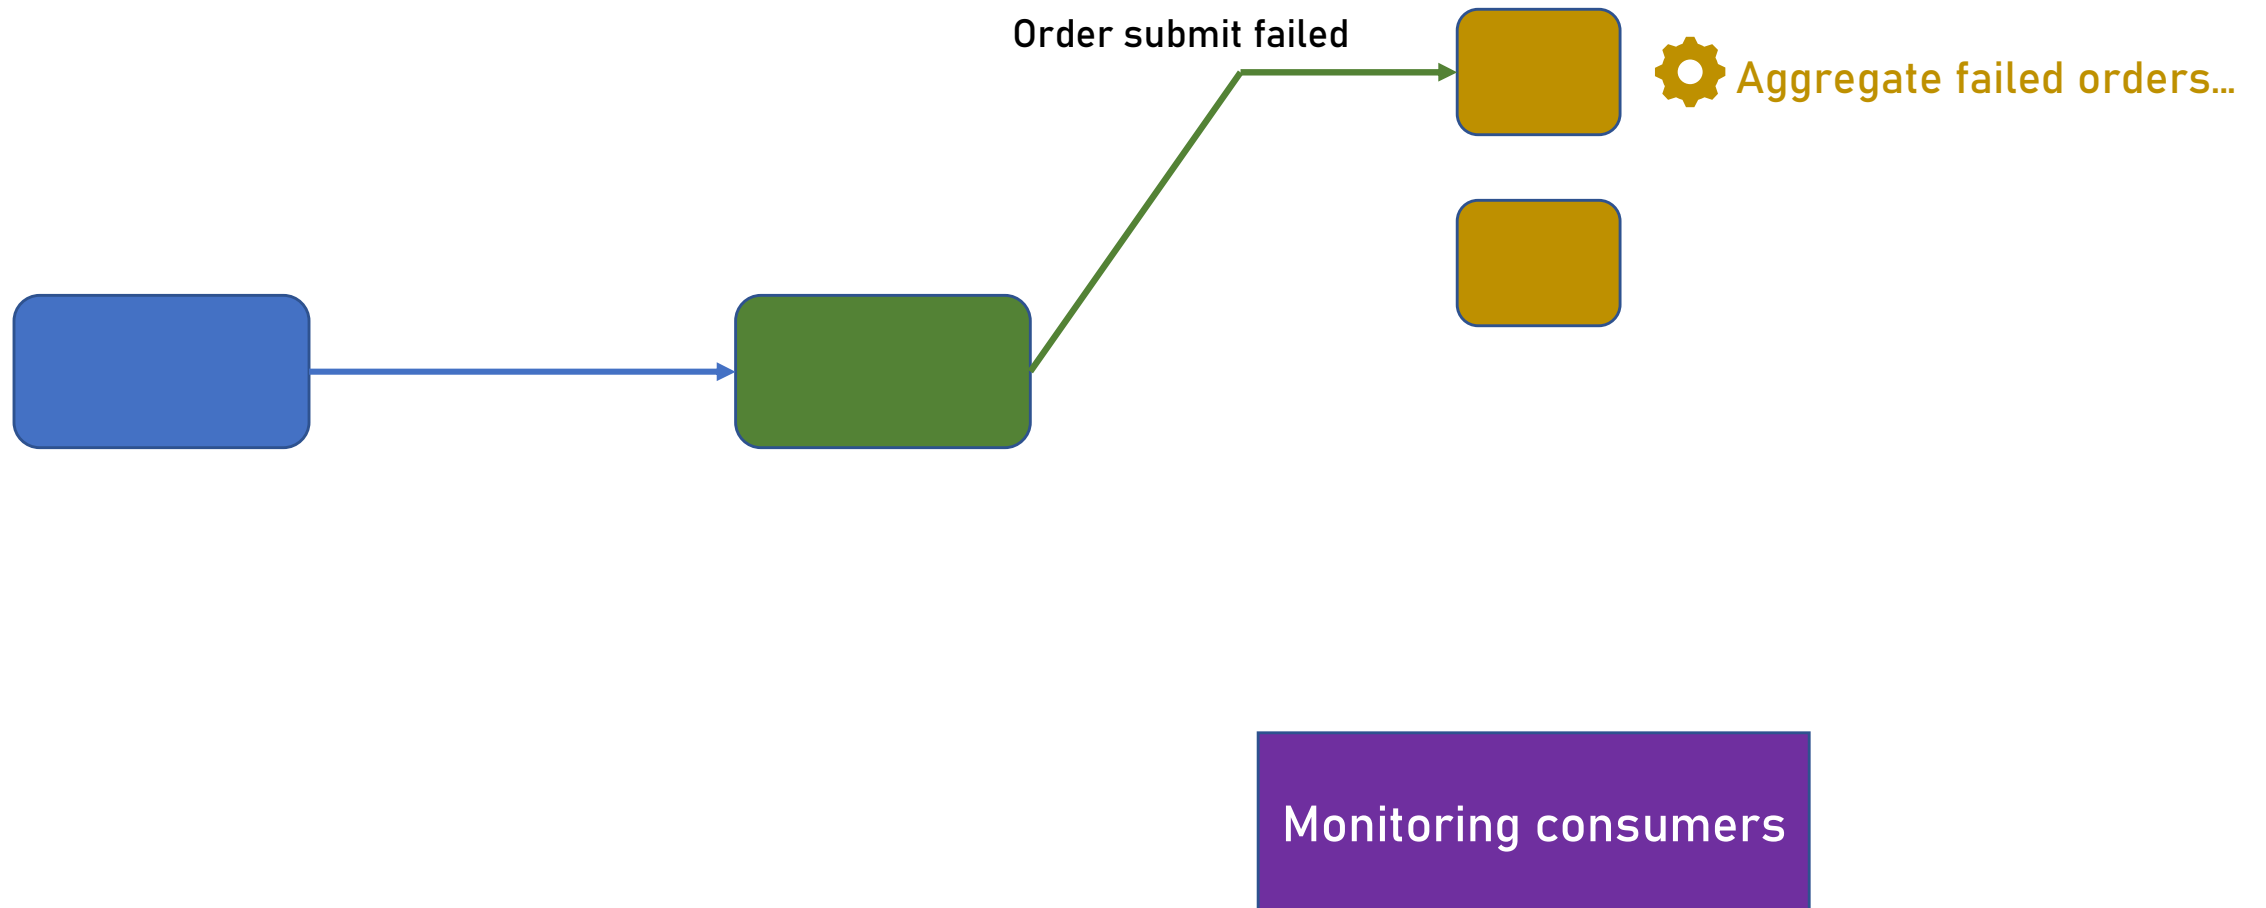 Order submit failed
Aggregate failed orders...
Monitoring consumers